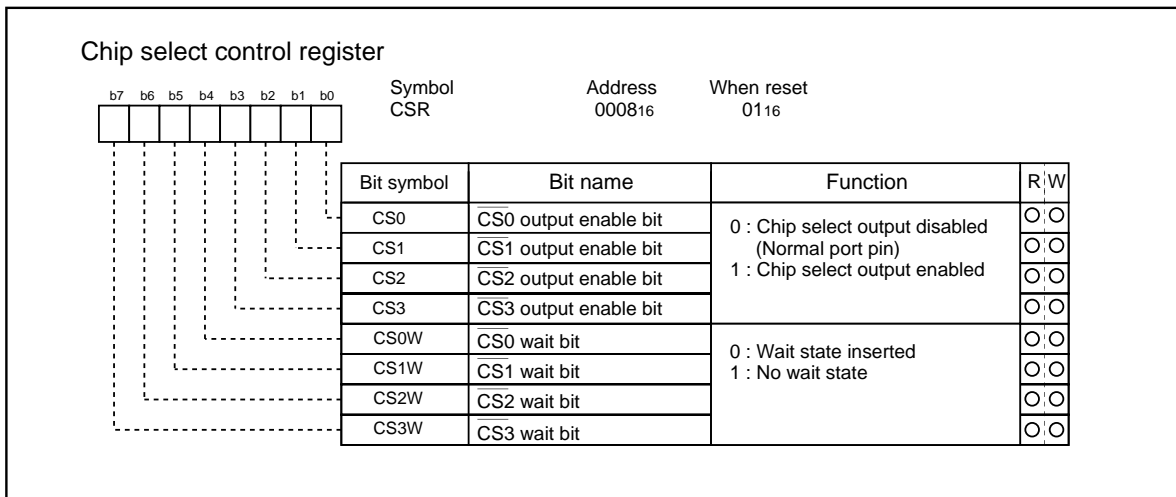 Chip select control register
b7 b6 b5 b4 b3 b2 b1 b0
Symbol Address When reset
CSR 000816 0116
Bit symbol Bit name Function R W
CS0 CS0 output enable bit
CS1 CS1 output enable bit
CS2 CS2 output enable bit
CS3 CS3 output enable bit
0 : Chip select output disabled
(Normal port pin)
1 : Chip select output enabled
CS0W CS0 wait bit
CS1W CS1 wait bit
CS2W CS2 wait bit
CS3W CS3 wait bit
0 : Wait state inserted
1 : No wait state